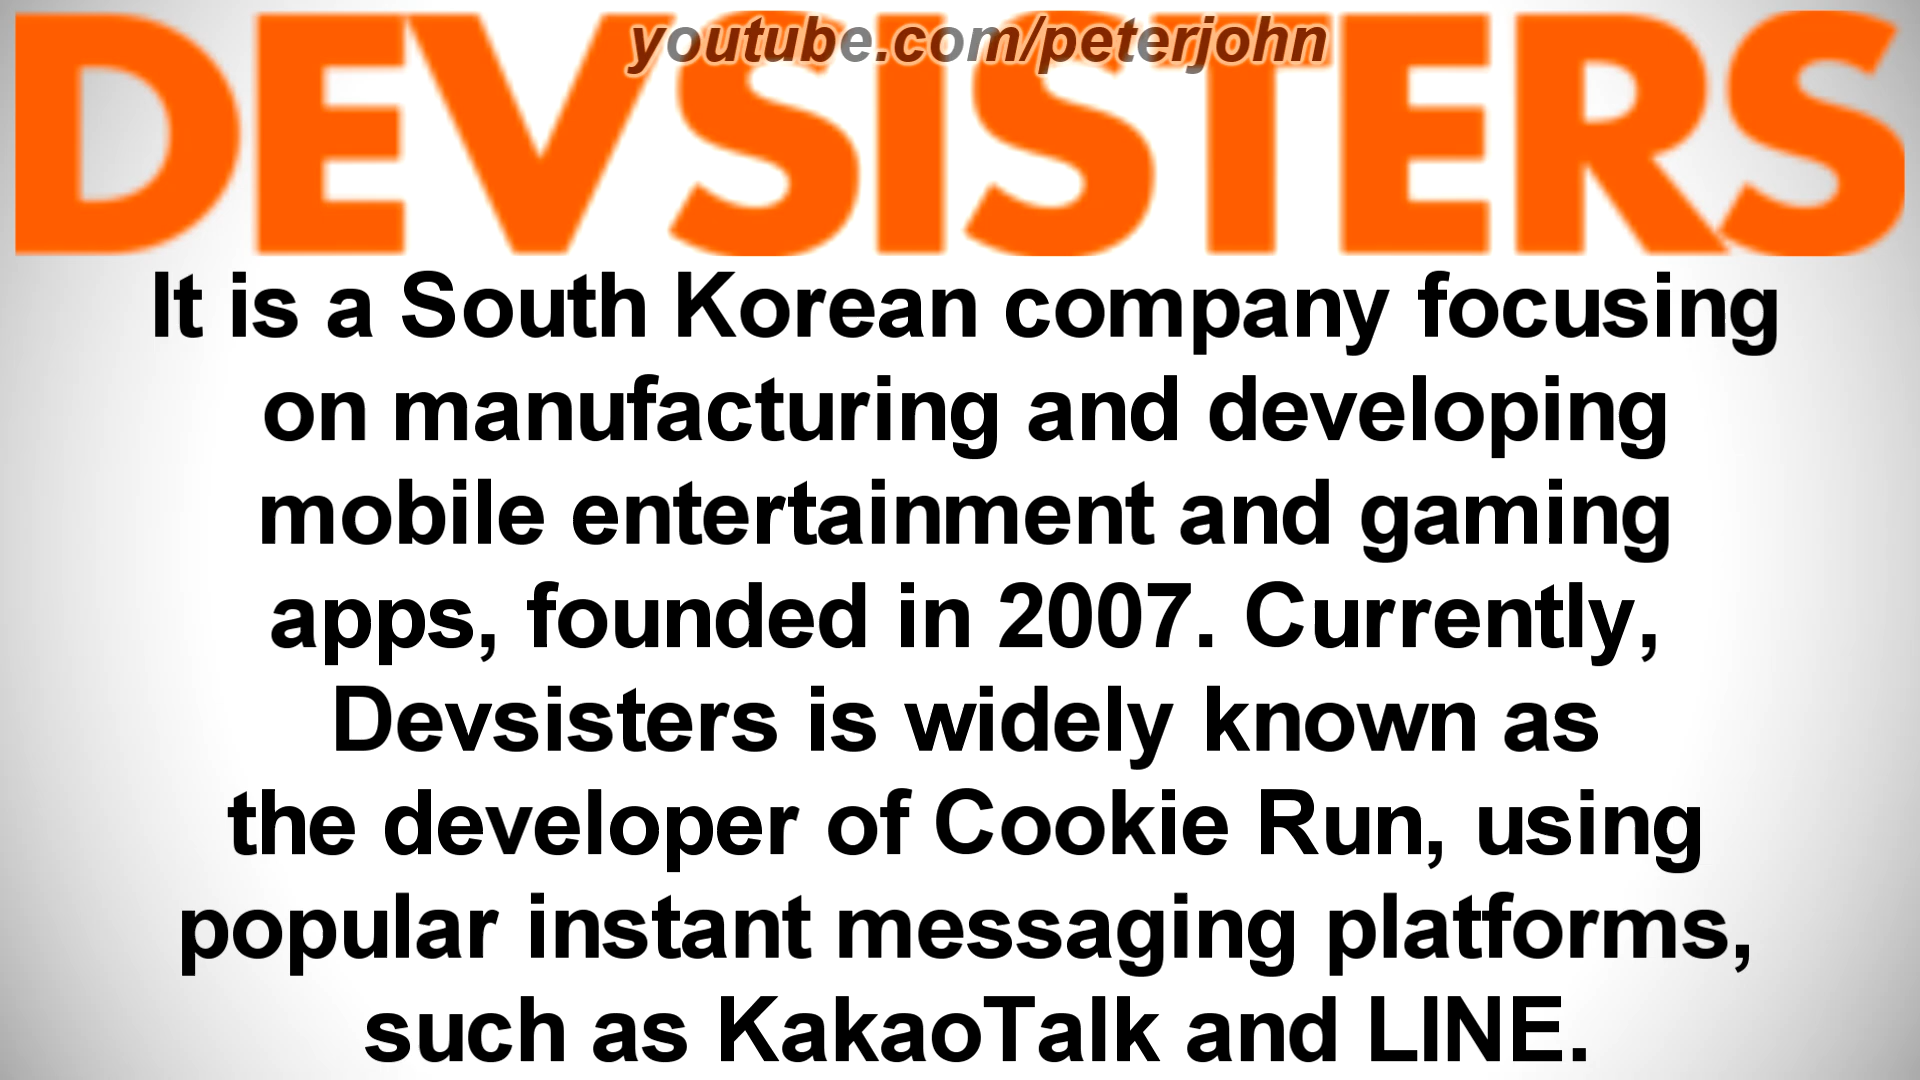 DEVSISTERS
youtube.com/peterjohn
It is a South Korean company focusing
on manufacturing and developing
mobile entertainment and gaming
apps, founded in 2007. Currently,
Devsisters is widely known as
the developer of Cookie Run, using
popular instant messaging platforms,
such as KakaoTalk and LINE.